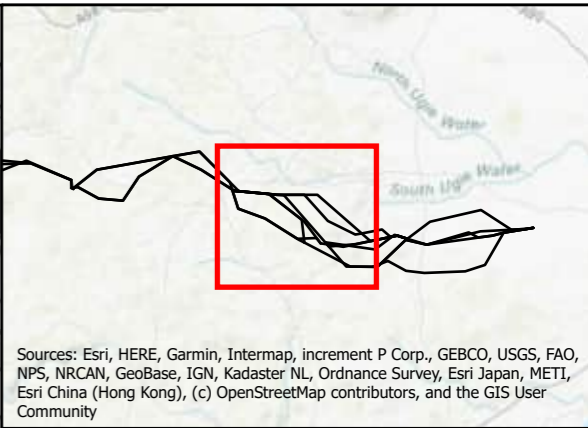 North Ugie Water
South Ugie Water
Sources: Esri, HERE, Garmin, Intermap, increment P Corp., GEBCO, USGS, FAO,
NPS, NRCAN, GeoBase, IGN, Kadaster NL, Ordnance Survey, Esri Japan, METI,
Esri China (Hong Kong), (c) OpenStreetMap contributors, and the GIS User
Community